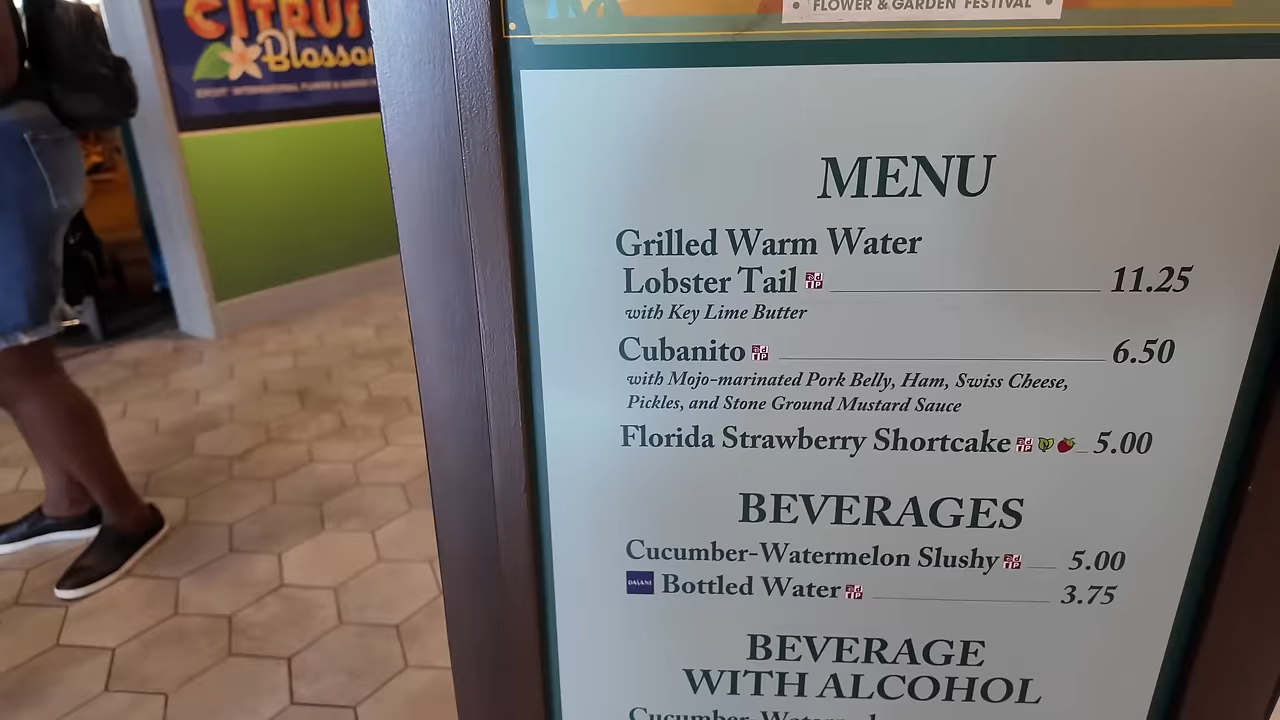 CITRUS
Blossom
• FLOWER & GARDEN FESTIVAL •
MENU
Grilled Warm Water
Lobster Tail 11.25
with Key Lime Butter
Cubanito 6.50
with Mojo-marinated Pork Belly, Ham, Swiss Cheese,
Pickles, and Stone Ground Mustard Sauce
Florida Strawberry Shortcake 5.00
BEVERAGES
Cucumber-Watermelon Slushy 5.00
DASANI Bottled Water 3.75
BEVERAGE
WITH ALCOHOL